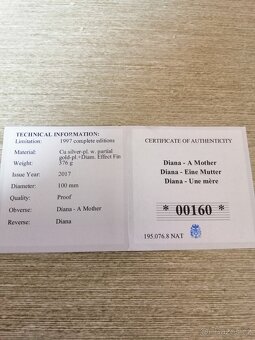 TECHNICAL INFORMATION:
Limitation: 1997 complete editions
Material: Cu silver-pl. w. partial
gold-pl.+Diam. Effect Fin
Weight: 576 g
Issue Year: 2017
Diameter: 100 mm
Quality: Proof
Obverse: Diana - A Mother
Reverse: Diana
CERTIFICATE OF AUTHENTICITY
Diana - A Mother
Diana - Eine Mutter
Diana - Une mère
* 00160 *
195.076.8 NAT